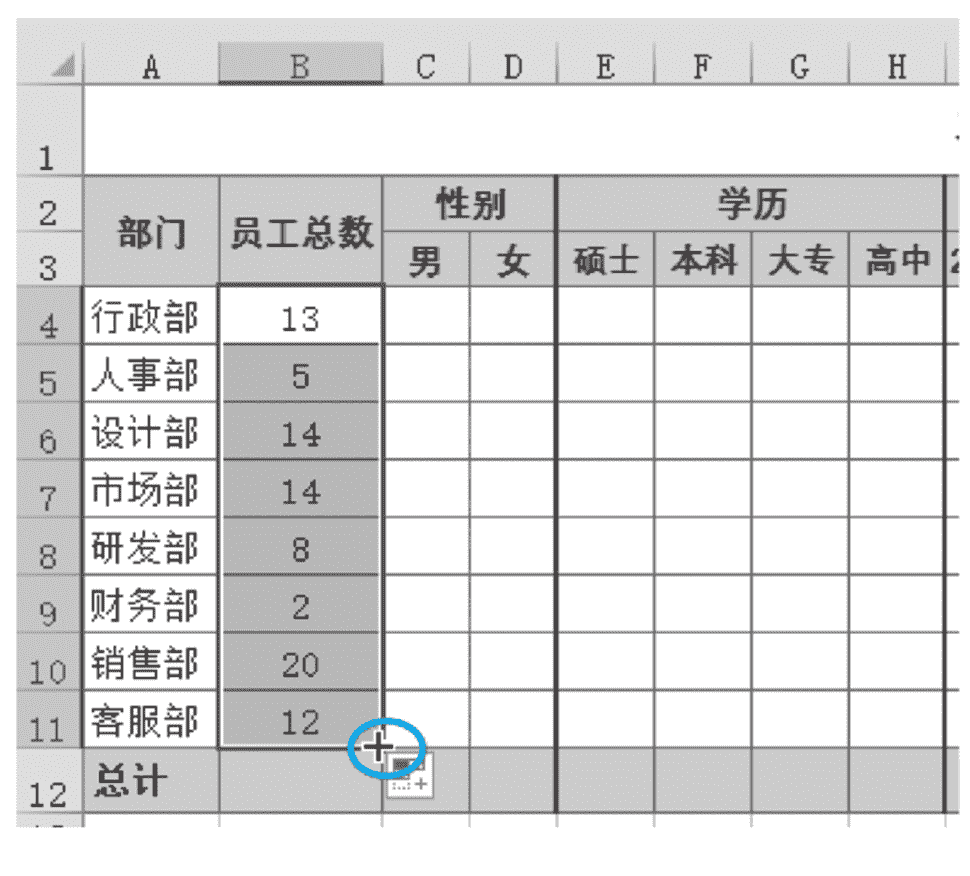 A B C D E F G H
1
2 部门 员工总数 性别 学历
3 男 女 硕士 本科 大专 高中
4 行政部 13
5 人事部 5
6 设计部 14
7 市场部 14
8 研发部 8
9 财务部 2
10 销售部 20
11 客服部 12
12 总计